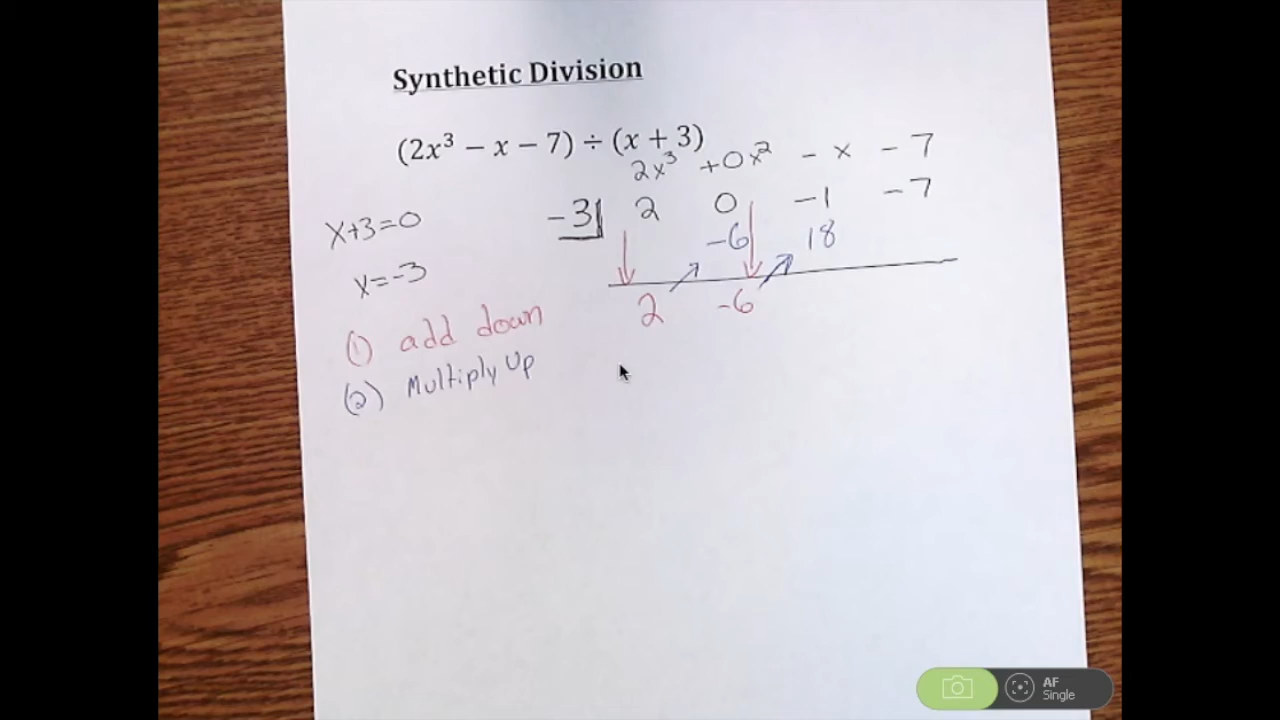 Synthetic Division
(2x³ − x − 7) ÷ (x + 3)
2x³ +0x² − x − 7
x+3=0 −3 2 0 −1 −7
−6 18
x=−3
2 −6
(1) add down
(2) Multiply Up
AF
Single